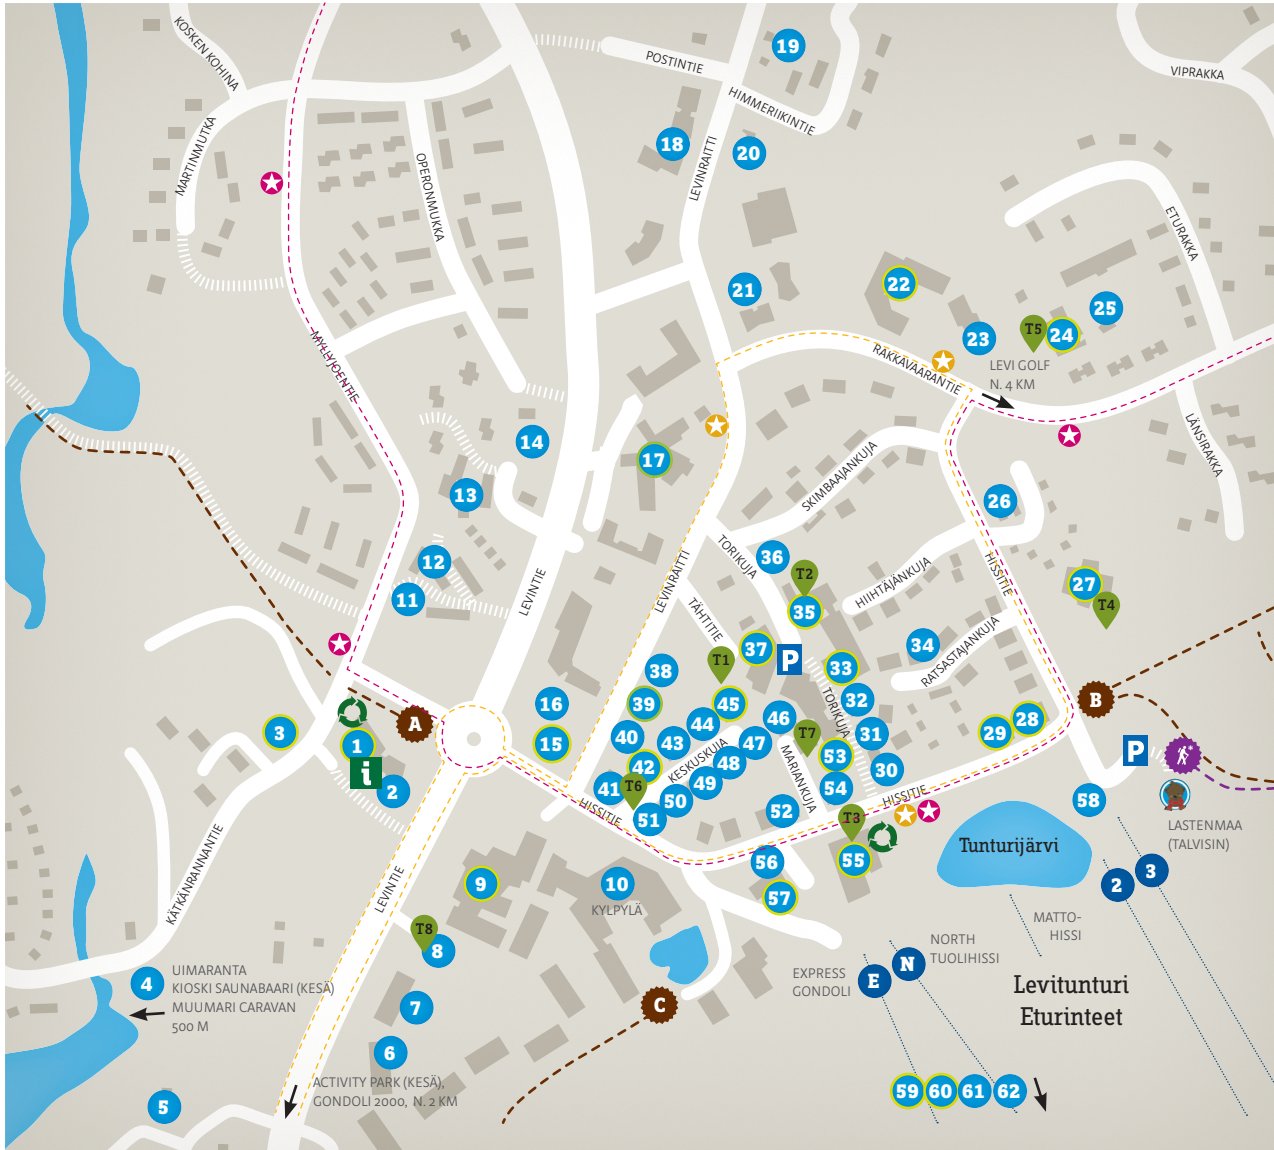 KOSKEN KOHINA
POSTINTIE
19
VIPRAKKA
HIMMERIIKINTIE
MARTINMUTKA
18
20
LEVINRAITTI
OPERONMUKKA
ETURAKKA
21
22
25
23
T5
24
RAKKAVAARANTIE
LEVI GOLF
N. 4 KM
MYLLYJOENTIE
14
17
LÄNSIRAKKA
SKIMBAAJANKUJA
13
26
12
11
LEVINTIE
LEVINRAITTI
TORIKUJA
36
T2
35
HIIHTÄJÄNKUJA
HISSITIE
27
T4
TÄHTITIE
37
P
33
34
RATSASTAJANKUJA
38
T1
B
A
3
1
i
2
16
15
39
45
44
46
T7
TORIKUJA
32
31
40
43
47
53
29
28
42
KESKUSKUJA
48
MARIANKUJA
30
P
41
T6
49
54
50
51
52
HISSITIE
HISSITIE
T3
58
LASTENMAA
(TALVISIN)
KÄTKÄNRANNANTIE
LEVINTIE
9
10
KYLPYLÄ
56
55
57
Tunturijärvi
2
3
T8
8
MATTO-
HISSI
NORTH
TUOLIHISSI
N
EXPRESS
GONDOLI
E
4
UIMARANTA
KIOSKI SAUNABAARI (KESÄ)
MUUMARI CARAVAN
500 M
7
C
Levitunturi
Eturinteet
6
ACTIVITY PARK (KESÄ),
GONDOLI 2000, N. 2 KM
5
59
60
61
62